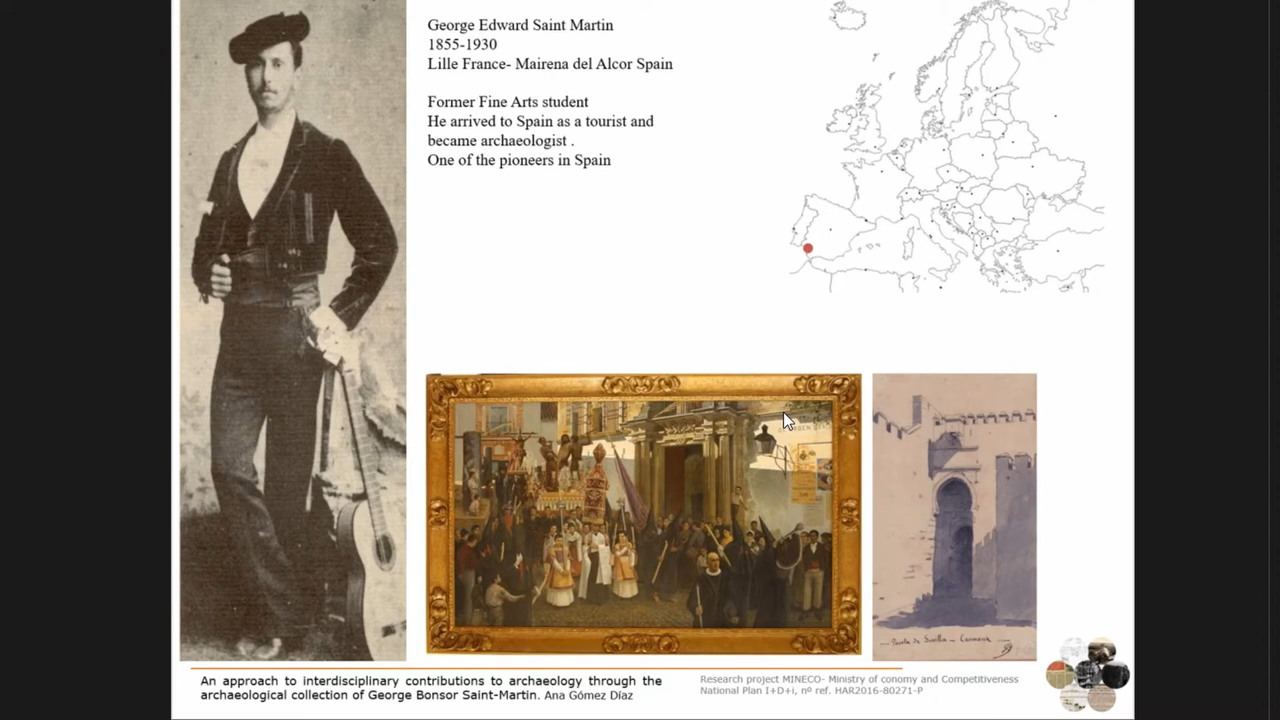 George Edward Saint Martin
1855-1930
Lille France- Mairena del Alcor Spain
Former Fine Arts student
He arrived to Spain as a tourist and
became archaeologist .
One of the pioneers in Spain
Puerta de Sevilla - Carmona
An approach to interdisciplinary contributions to archaeology through the
archaeological collection of George Bonsor Saint-Martin. Ana Gómez Díaz
Research project MINECO- Ministry of conomy and Competitiveness
National Plan I+D+i, nº ref. HAR2016-80271-P